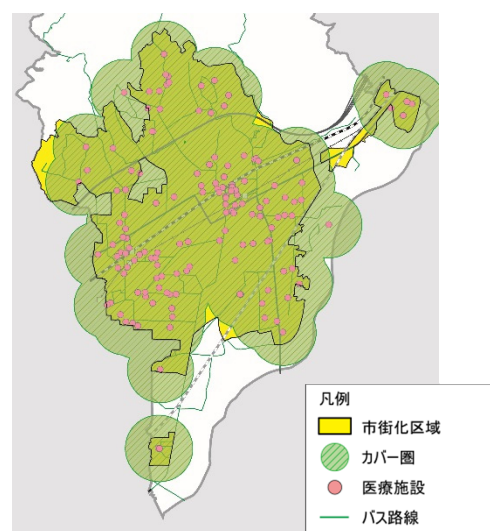 凡例
市街化区域
カバー圏
医療施設
バス路線